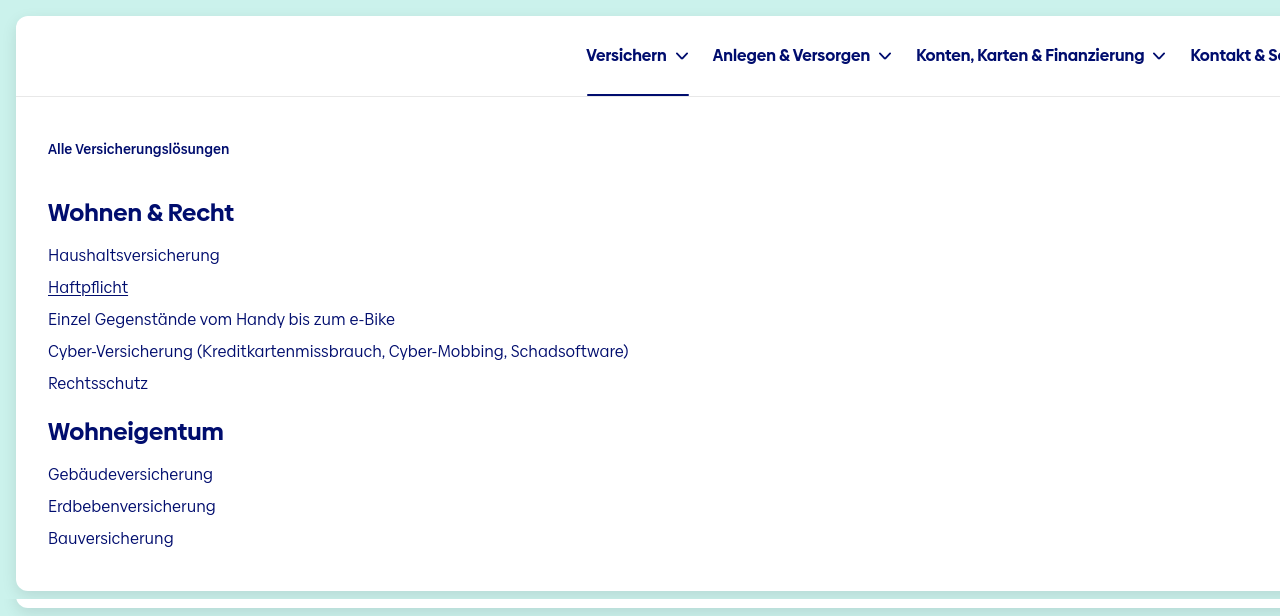 Versichern Anlegen & Versorgen Konten, Karten & Finanzierung Kontakt &
Alle Versicherungslösungen
Wohnen & Recht
Haushaltsversicherung
Haftpflicht
Einzel Gegenstände vom Handy bis zum e-Bike
Cyber-Versicherung (Kreditkartenmissbrauch, Cyber-Mobbing, Schadsoftware)
Rechtsschutz
Wohneigentum
Gebäudeversicherung
Erdbebenversicherung
Bauversicherung